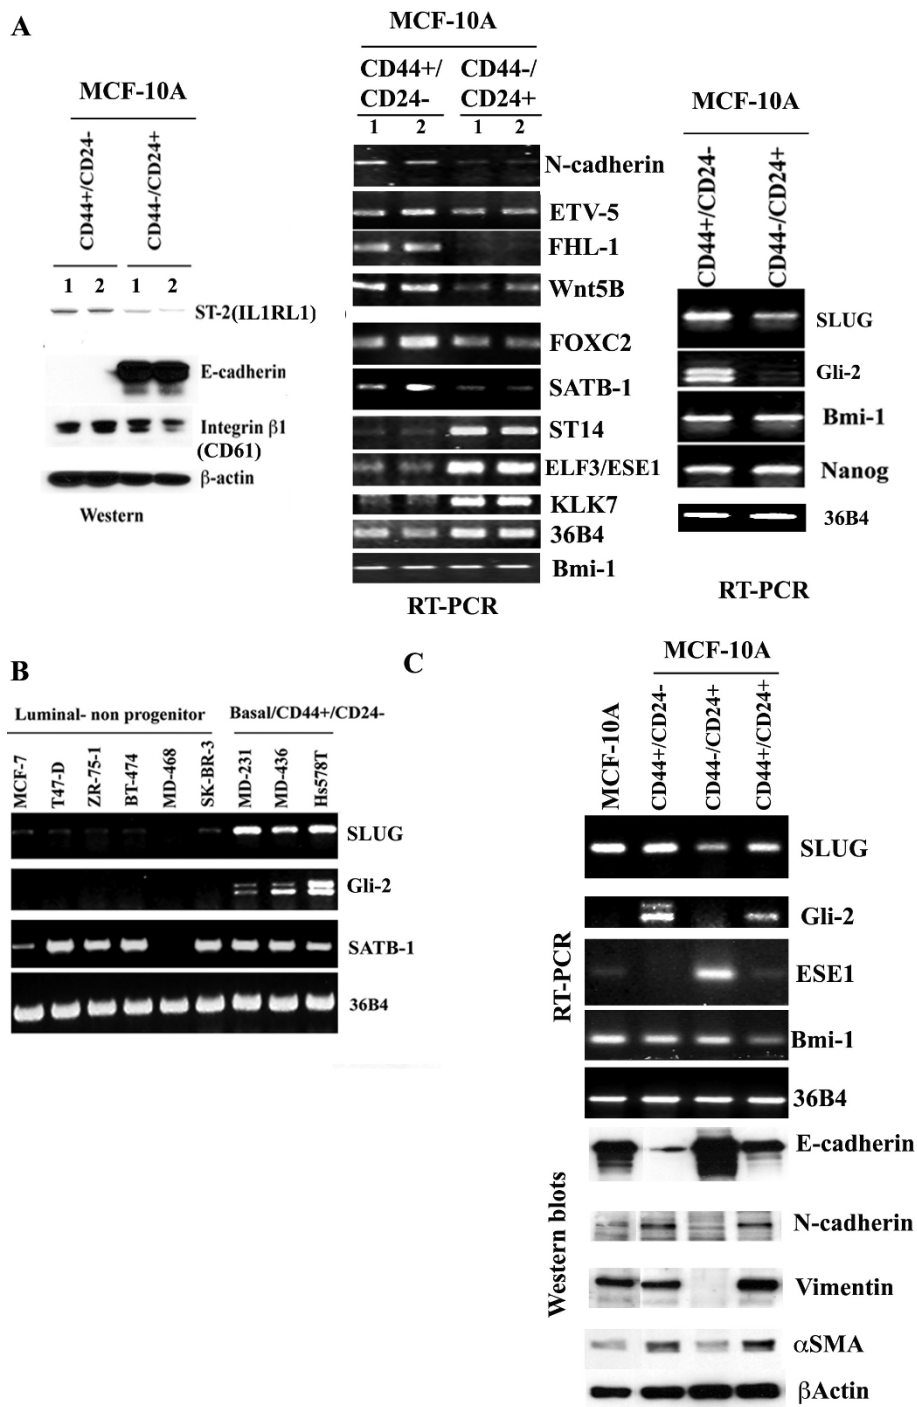 A
MCF-10A
CD44+/CD24-
CD44-/CD24+
1 2 1 2
ST-2(IL1RL1)
E-cadherin
Integrin β1
(CD61)
β-actin
Western
MCF-10A
CD44+/ CD44-/
CD24- CD24+
1 2 1 2
N-cadherin
ETV-5
FHL-1
Wnt5B
FOXC2
SATB-1
ST14
ELF3/ESE1
KLK7
36B4
Bmi-1
RT-PCR
MCF-10A
CD44+/CD24-
CD44-/CD24+
SLUG
Gli-2
Bmi-1
Nanog
36B4
RT-PCR
B
Luminal- non progenitor Basal/CD44+/CD24-
MCF-7
T47-D
ZR-75-1
BT-474
MD-468
SK-BR-3
MD-231
MD-436
Hs578T
SLUG
Gli-2
SATB-1
36B4
C
MCF-10A
MCF-10A
CD44+/CD24-
CD44-/CD24+
CD44+/CD24+
RT-PCR
SLUG
Gli-2
ESE1
Bmi-1
36B4
Western blots
E-cadherin
N-cadherin
Vimentin
αSMA
βActin